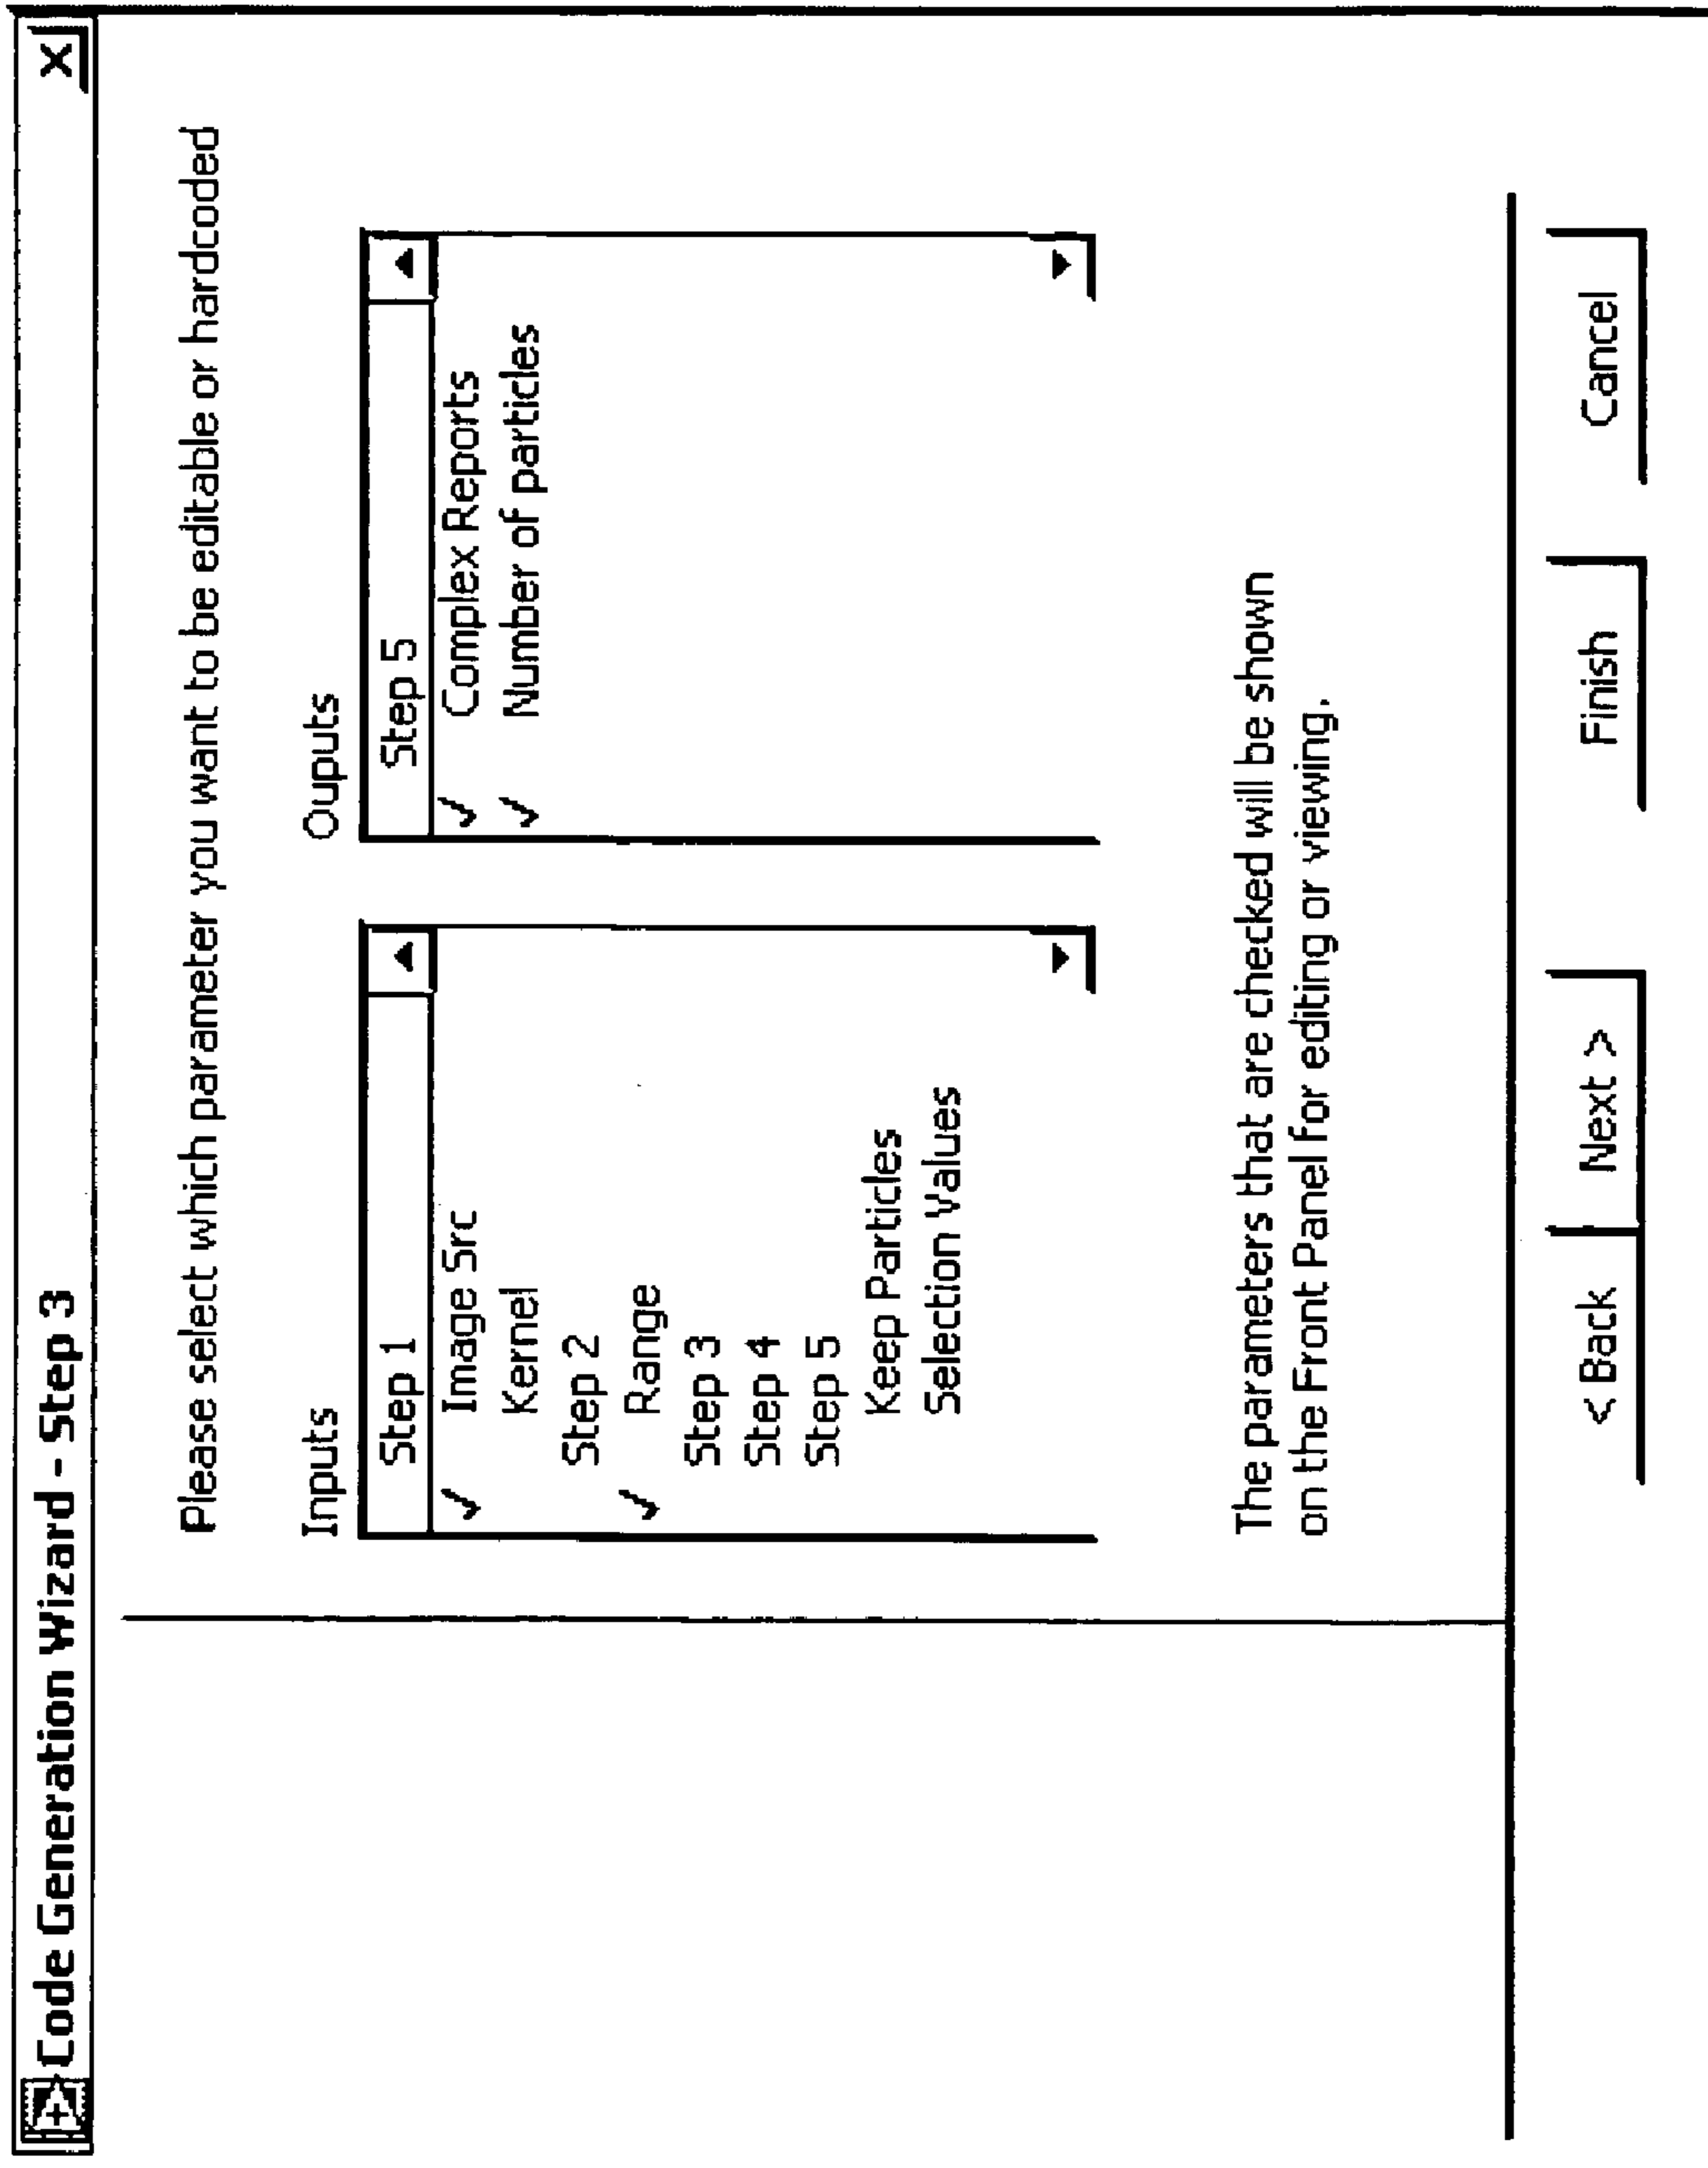 Code Generation Wizard - Step 3
X
Please select which parameter you want to be editable or hardcoded
Inputs
Step 1
✓ Image Src
Kernel
Step 2
✓ Range
Step 3
Step 4
Step 5
Keep Particles
Selection Values
Ouputs
Step 5
✓ Complex Reports
✓ Number of particles
The parameters that are checked will be shown
on the Front Panel for editing or viewing.
< Back
Next >
Finish
Cancel